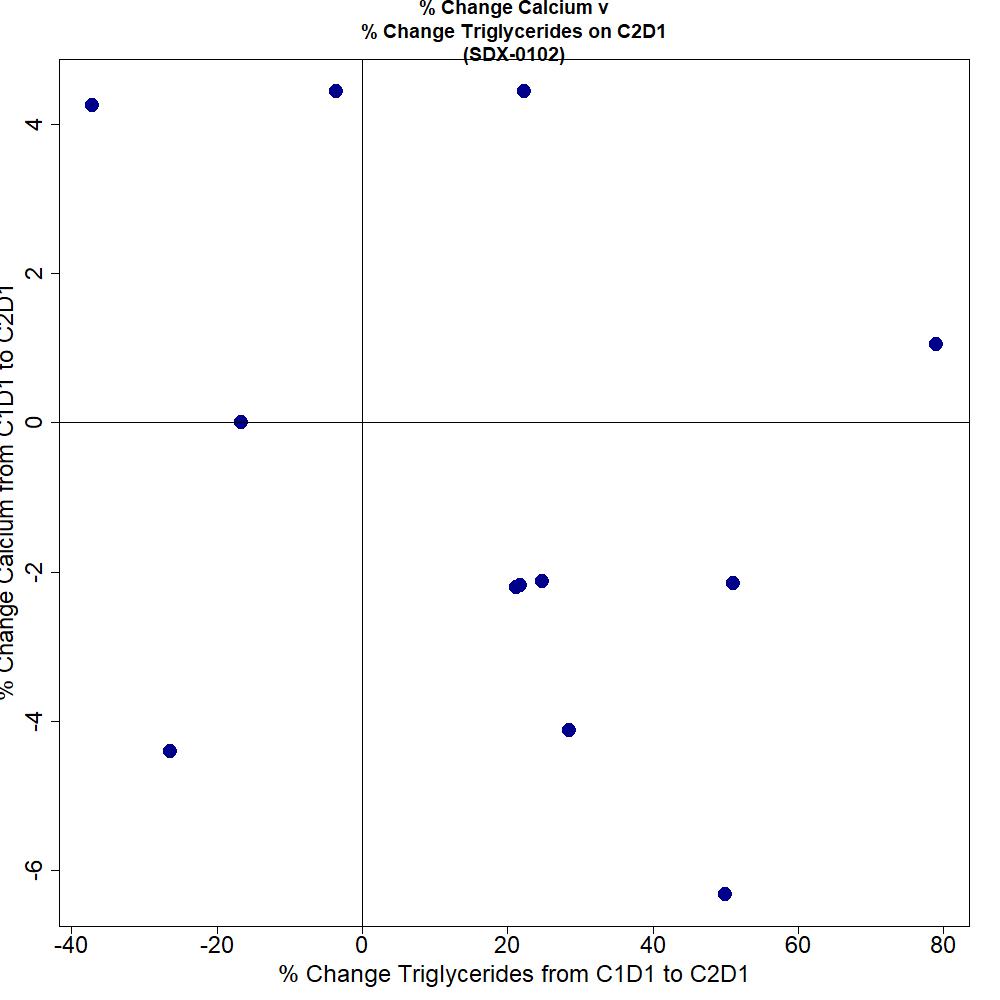 % Change Calcium v
% Change Triglycerides on C2D1
(SDX-0102)
4
2
0
-2
-4
-6
% Change Calcium from C1D1 to C2D1
-40
-20
0
20
40
60
80
% Change Triglycerides from C1D1 to C2D1